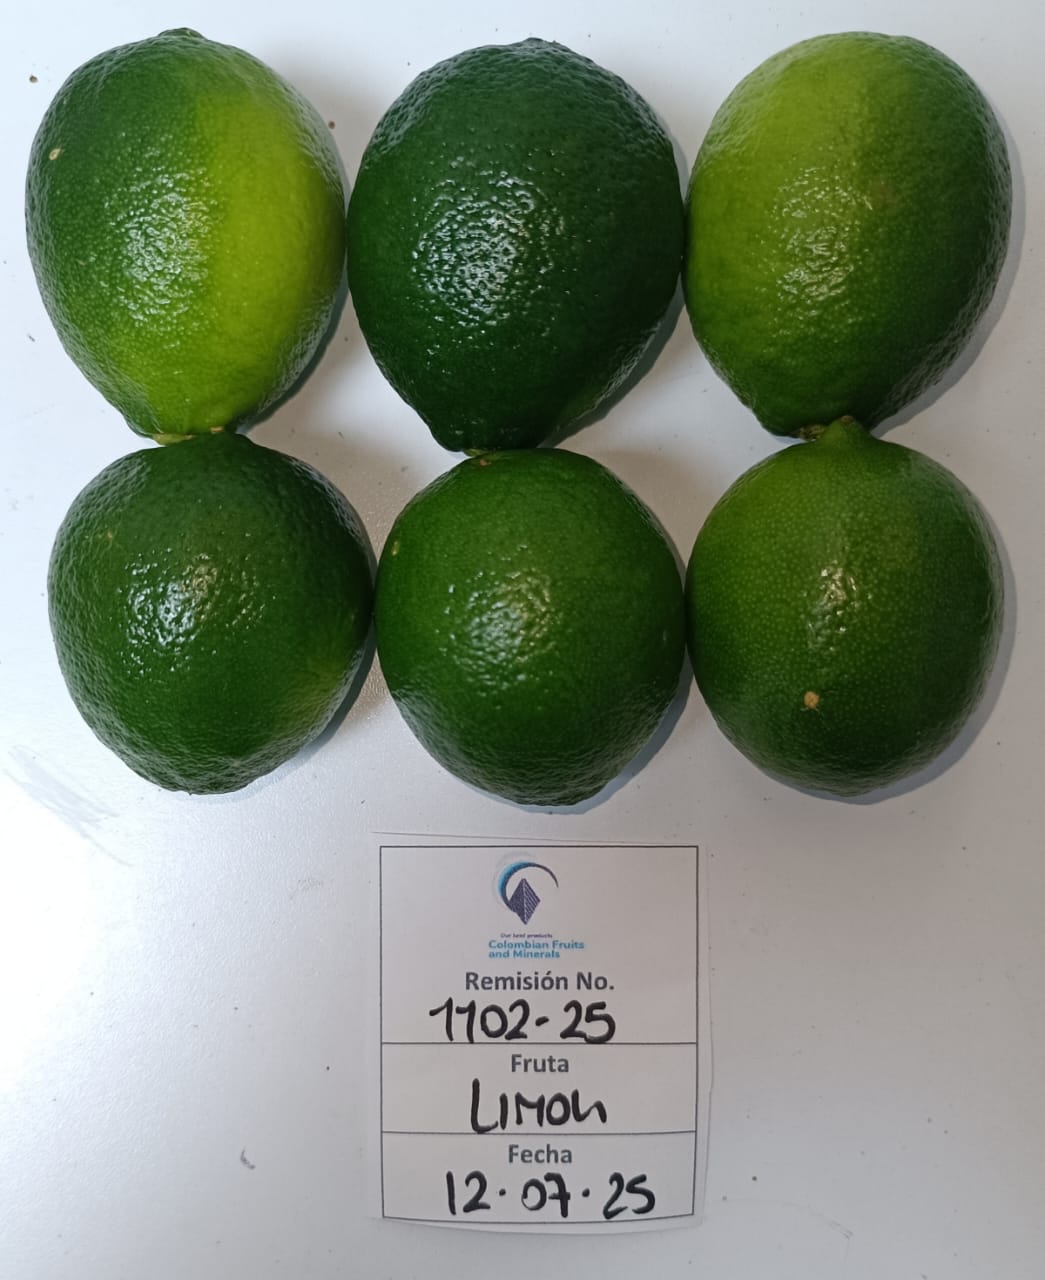 Our best products
Colombian Fruits
and Minerals
Remisión No.
1102-25
Fruta
LIMON
Fecha
12.07.25